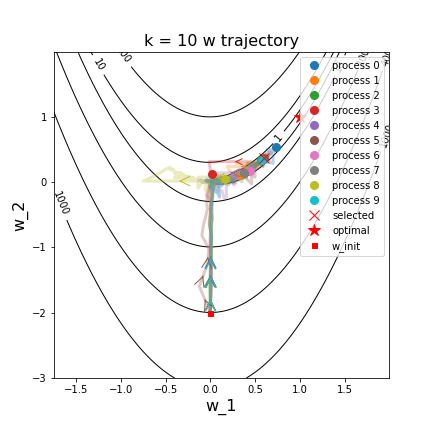 k = 10 w trajectory
w_2
1
0
−1
−2
−3
10
1
1000
process 0
process 1
process 2
process 3
process 4
process 5
process 6
process 7
process 8
process 9
selected
optimal
w_init
−1.5
−1.0
−0.5
0.0
0.5
1.0
1.5
w_1